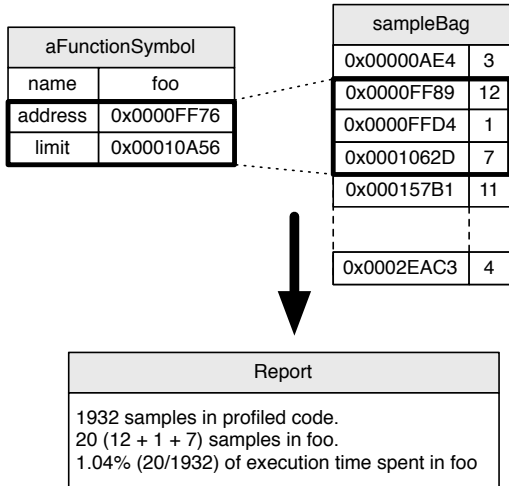 aFunctionSymbol
name foo
address 0x0000FF76
limit 0x00010A56
sampleBag
0x00000AE4 3
0x0000FF89 12
0x0000FFD4 1
0x0001062D 7
0x000157B1 11
0x0002EAC3 4
Report
1932 samples in profiled code.
20 (12 + 1 + 7) samples in foo.
1.04% (20/1932) of execution time spent in foo